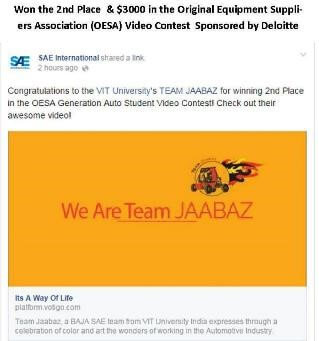 Won the 2nd Place & $3000 in the Original Equipment Suppli-
ers Association (OESA) Video Contest Sponsored by Deloitte
SAE
SAE International shared a link.
2 hours ago
Congratulations to the VIT University's TEAM JAABAZ for winning 2nd Place
in the OESA Generation Auto Student Video Contest! Check out their
awesome video!
We Are Team JAABAZ
Its A Way Of Life
platform.votigo.com
Team Jaabaz, a BAJA SAE team from VIT University India expresses through a
celebration of color and art the wonders of working in the Automotive Industry.